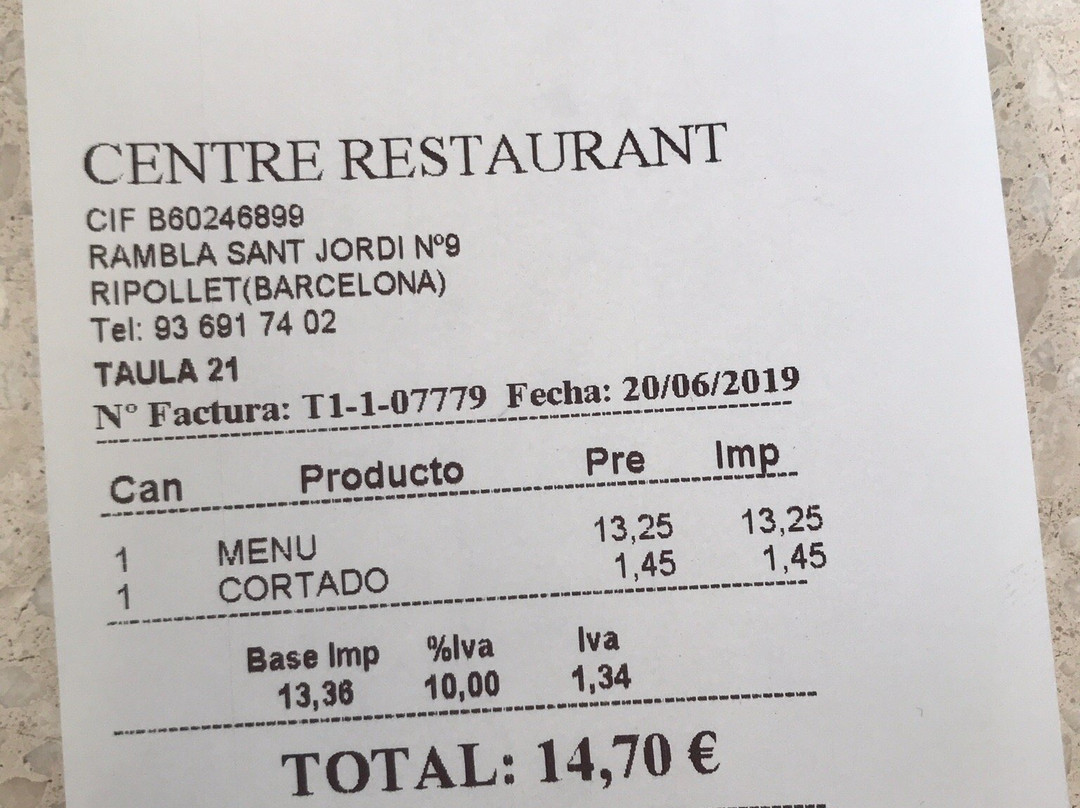 CENTRE RESTAURANT
CIF B60246899
RAMBLA SANT JORDI Nº9
RIPOLLET(BARCELONA)
Tel: 93 691 74 02
TAULA 21
Nº Factura: T1-1-07779 Fecha: 20/06/2019
Can Producto Pre Imp
1 MENU 13,25 13,25
1 CORTADO 1,45 1,45
Base Imp %Iva Iva
13,36 10,00 1,34
TOTAL: 14,70 €